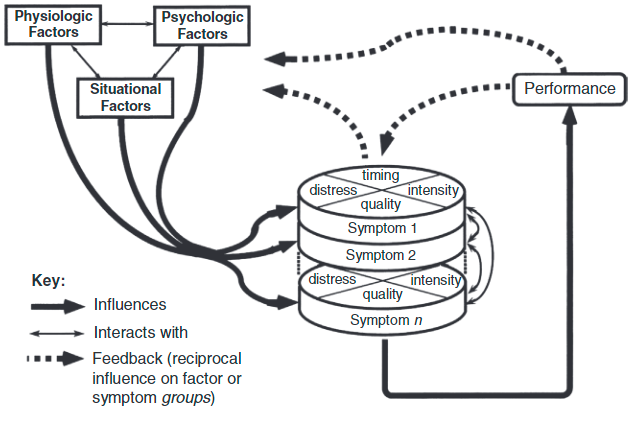 Physiologic
Factors
Psychologic
Factors
Situational
Factors
Performance
timing
distress
intensity
quality
Symptom 1
Symptom 2
distress
intensity
quality
Symptom n
Key:
Influences
Interacts with
Feedback (reciprocal
influence on factor or
symptom groups)